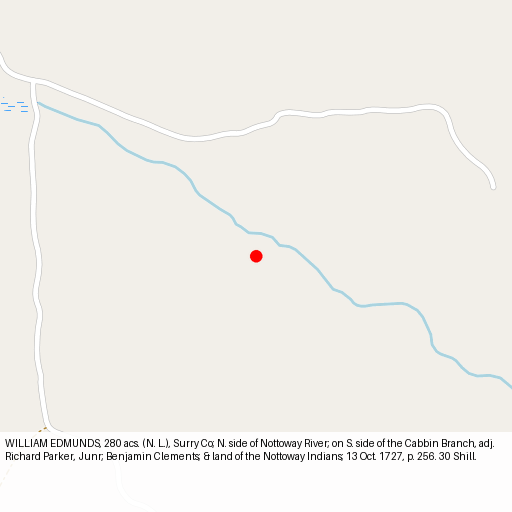 WILLIAM EDMUNDS, 280 acs. (N. L.), Surry Co; N. side of Nottoway River; on S. side of the Cabbin Branch, adj.
Richard Parker, Junr; Benjamin Clements; & land of the Nottoway Indians; 13 Oct. 1727, p. 256. 30 Shill.